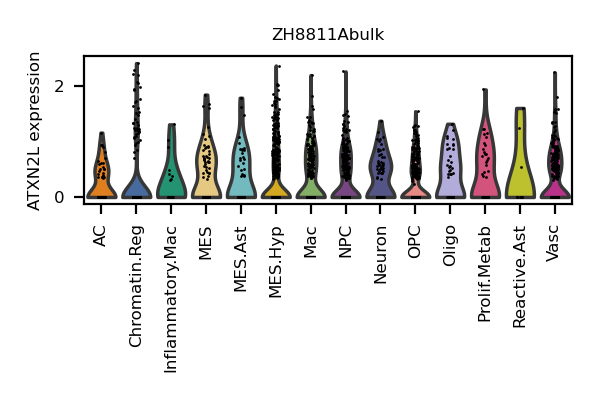 ZH8811Abulk
ATXN2L expression
2
0
AC
Chromatin.Reg
Inflammatory.Mac
MES
MES.Ast
MES.Hyp
Mac
NPC
Neuron
OPC
Oligo
Prolif.Metab
Reactive.Ast
Vasc